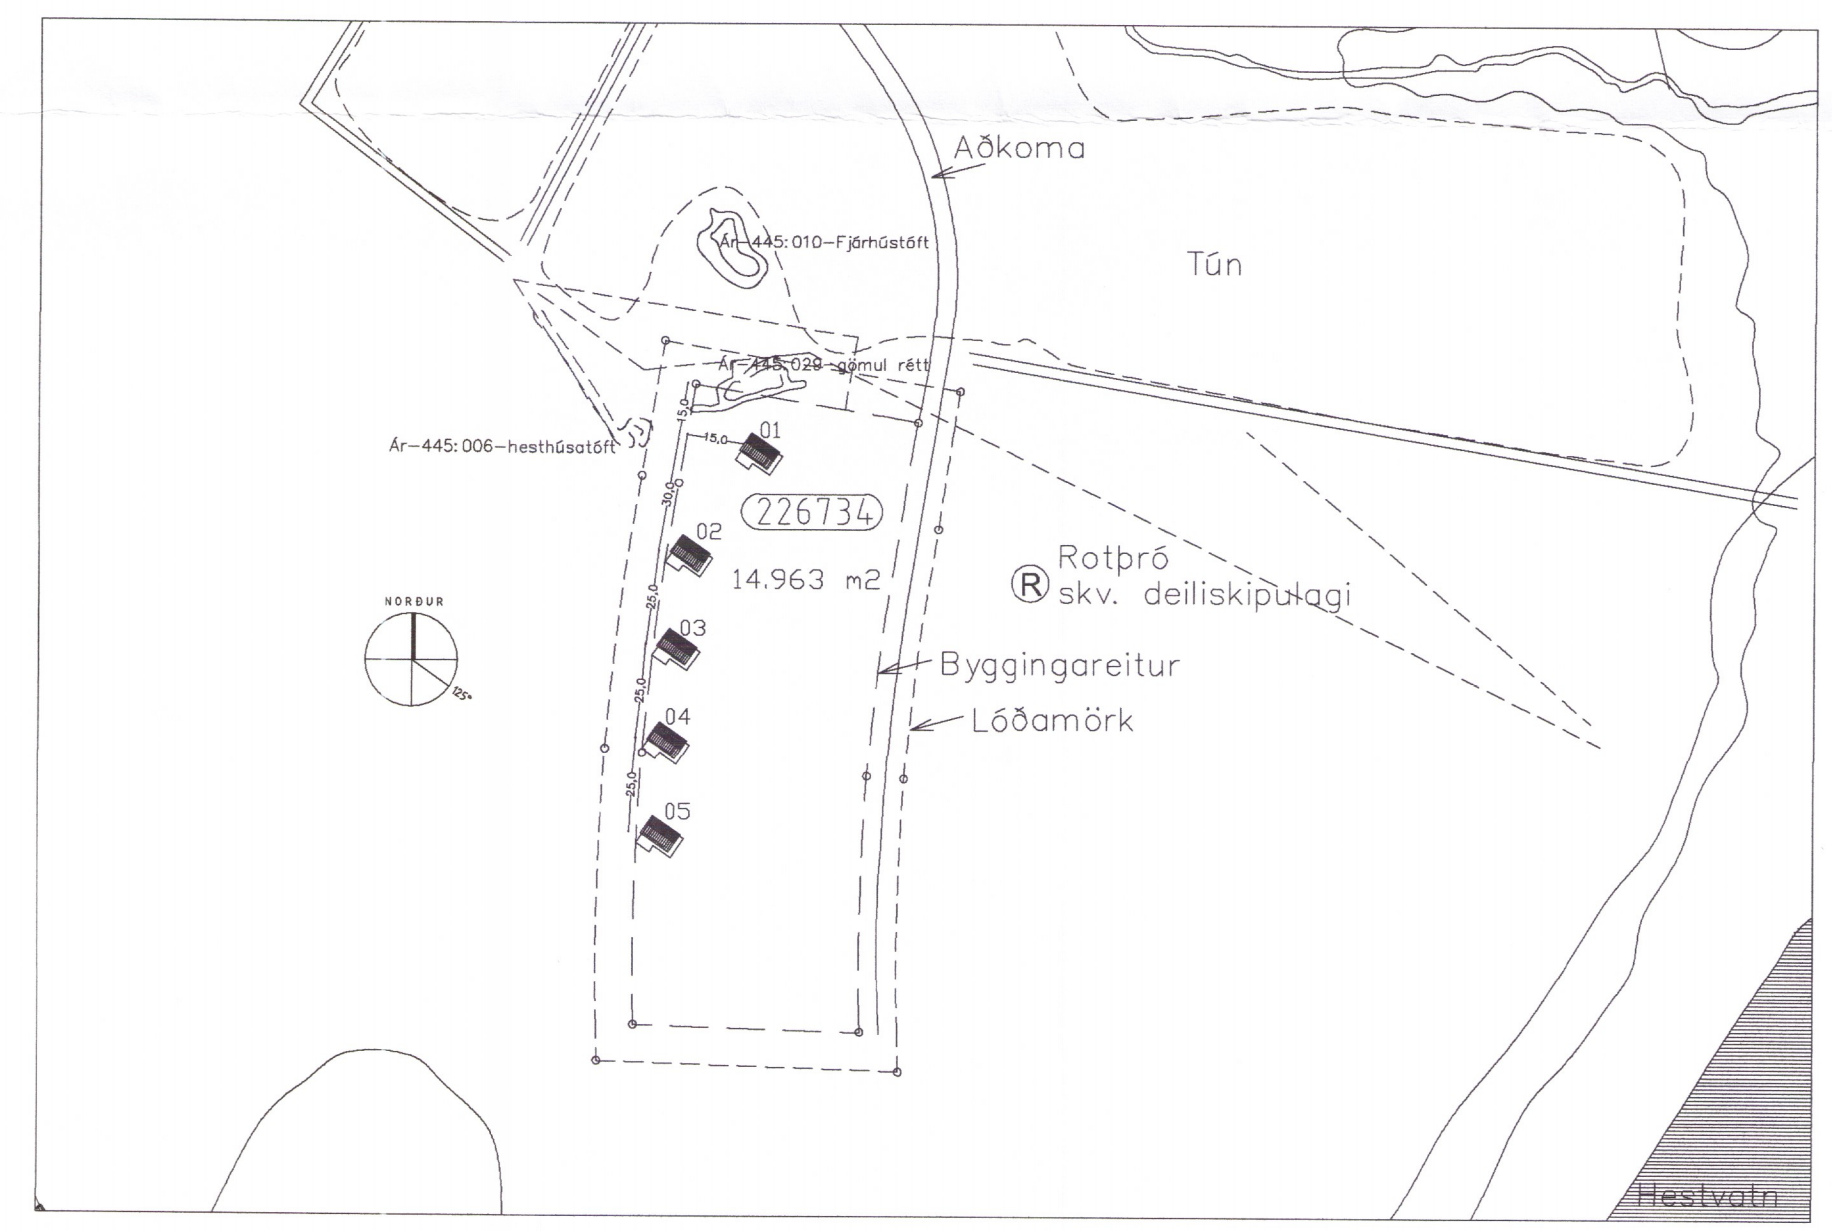 Aðkoma
Ár-445:010-Fjárhústóft
Tún
Ár-445:029-gömul rétt
15,0
15,0
01
Ár-445:006-hesthúsatóft
30,0
226734
02
14.963 m2
R
Rotþró
skv. deiliskipulagi
25,0
NORÐUR
125°
03
Byggingareitur
25,0
04
Lóðamörk
25,0
05
Hestvatn